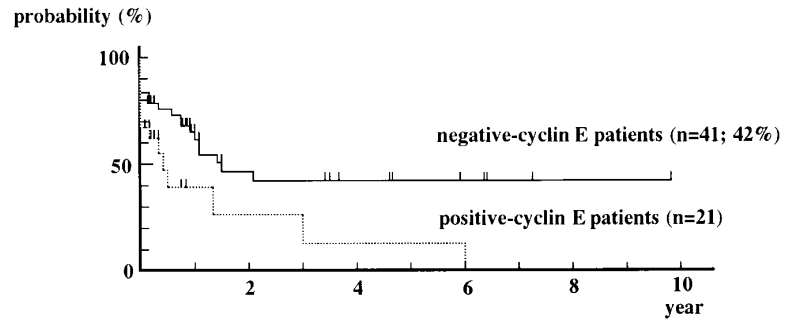 probability (%)
100
negative-cyclin E patients (n=41; 42%)
50
positive-cyclin E patients (n=21)
0
2 4 6 8 10
year